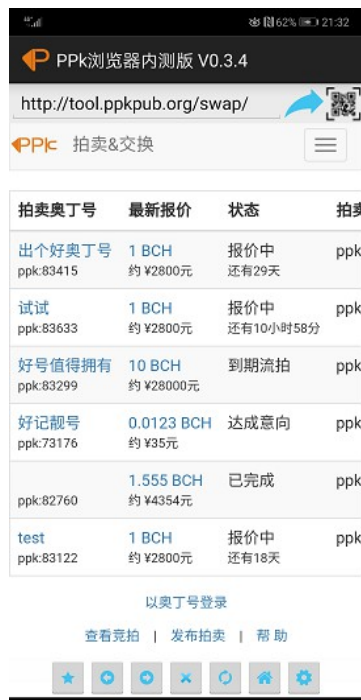 62% 21:32
PPk浏览器内测版 V0.3.4
http://tool.ppkpub.org/swap/
PPk 拍卖&交换
拍卖奥丁号 最新报价 状态 拍卖
出个好奥丁号 1 BCH 报价中 ppk
ppk:83415 约 ¥2800元 还有29天
试试 1 BCH 报价中 ppk
ppk:83633 约 ¥2800元 还有10小时58分
好号值得拥有 10 BCH 到期流拍 ppk
ppk:83299 约 ¥28000元
好记靓号 0.0123 BCH 达成意向 ppk
ppk:73176 约 ¥35元
1.555 BCH 已完成 ppk
ppk:82760 约 ¥4354元
test 1 BCH 报价中 ppk
ppk:83122 约 ¥2800元 还有18天
以奥丁号登录
查看竞拍 | 发布拍卖 | 帮 助